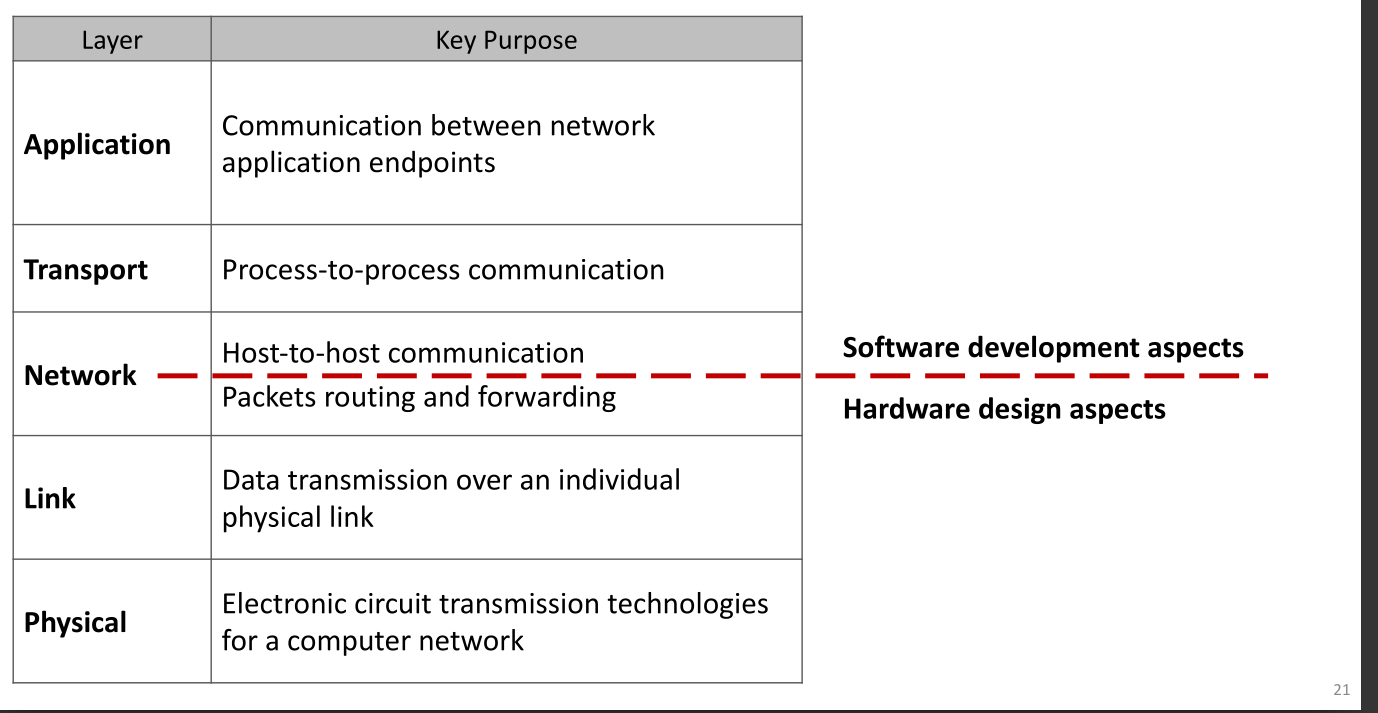 Layer
Key Purpose
Application
Communication between network
application endpoints
Transport
Process-to-process communication
Network
Host-to-host communication
Packets routing and forwarding
Software development aspects
Hardware design aspects
Link
Data transmission over an individual
physical link
Physical
Electronic circuit transmission technologies
for a computer network
21